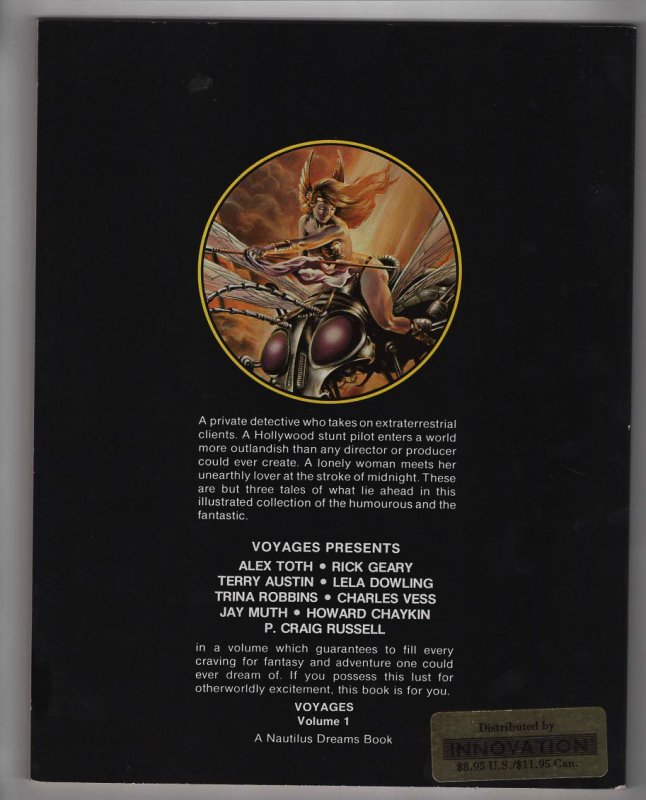 A private detective who takes on extraterrestrial
clients. A Hollywood stunt pilot enters a world
more outlandish than any director or producer
could ever create. A lonely woman meets her
unearthly lover at the stroke of midnight. These
are but three tales of what lie ahead in this
illustrated collection of the humourous and the
fantastic.
VOYAGES PRESENTS
ALEX TOTH • RICK GEARY
TERRY AUSTIN • LELA DOWLING
TRINA ROBBINS • CHARLES VESS
JAY MUTH • HOWARD CHAYKIN
P. CRAIG RUSSELL
in a volume which guarantees to fill every
craving for fantasy and adventure one could
ever dream of. If you possess this lust for
otherworldly excitement, this book is for you.
VOYAGES
Volume 1
A Nautilus Dreams Book
Distributed by
INNOVATION
$8.95 U.S./$11.95 Can.